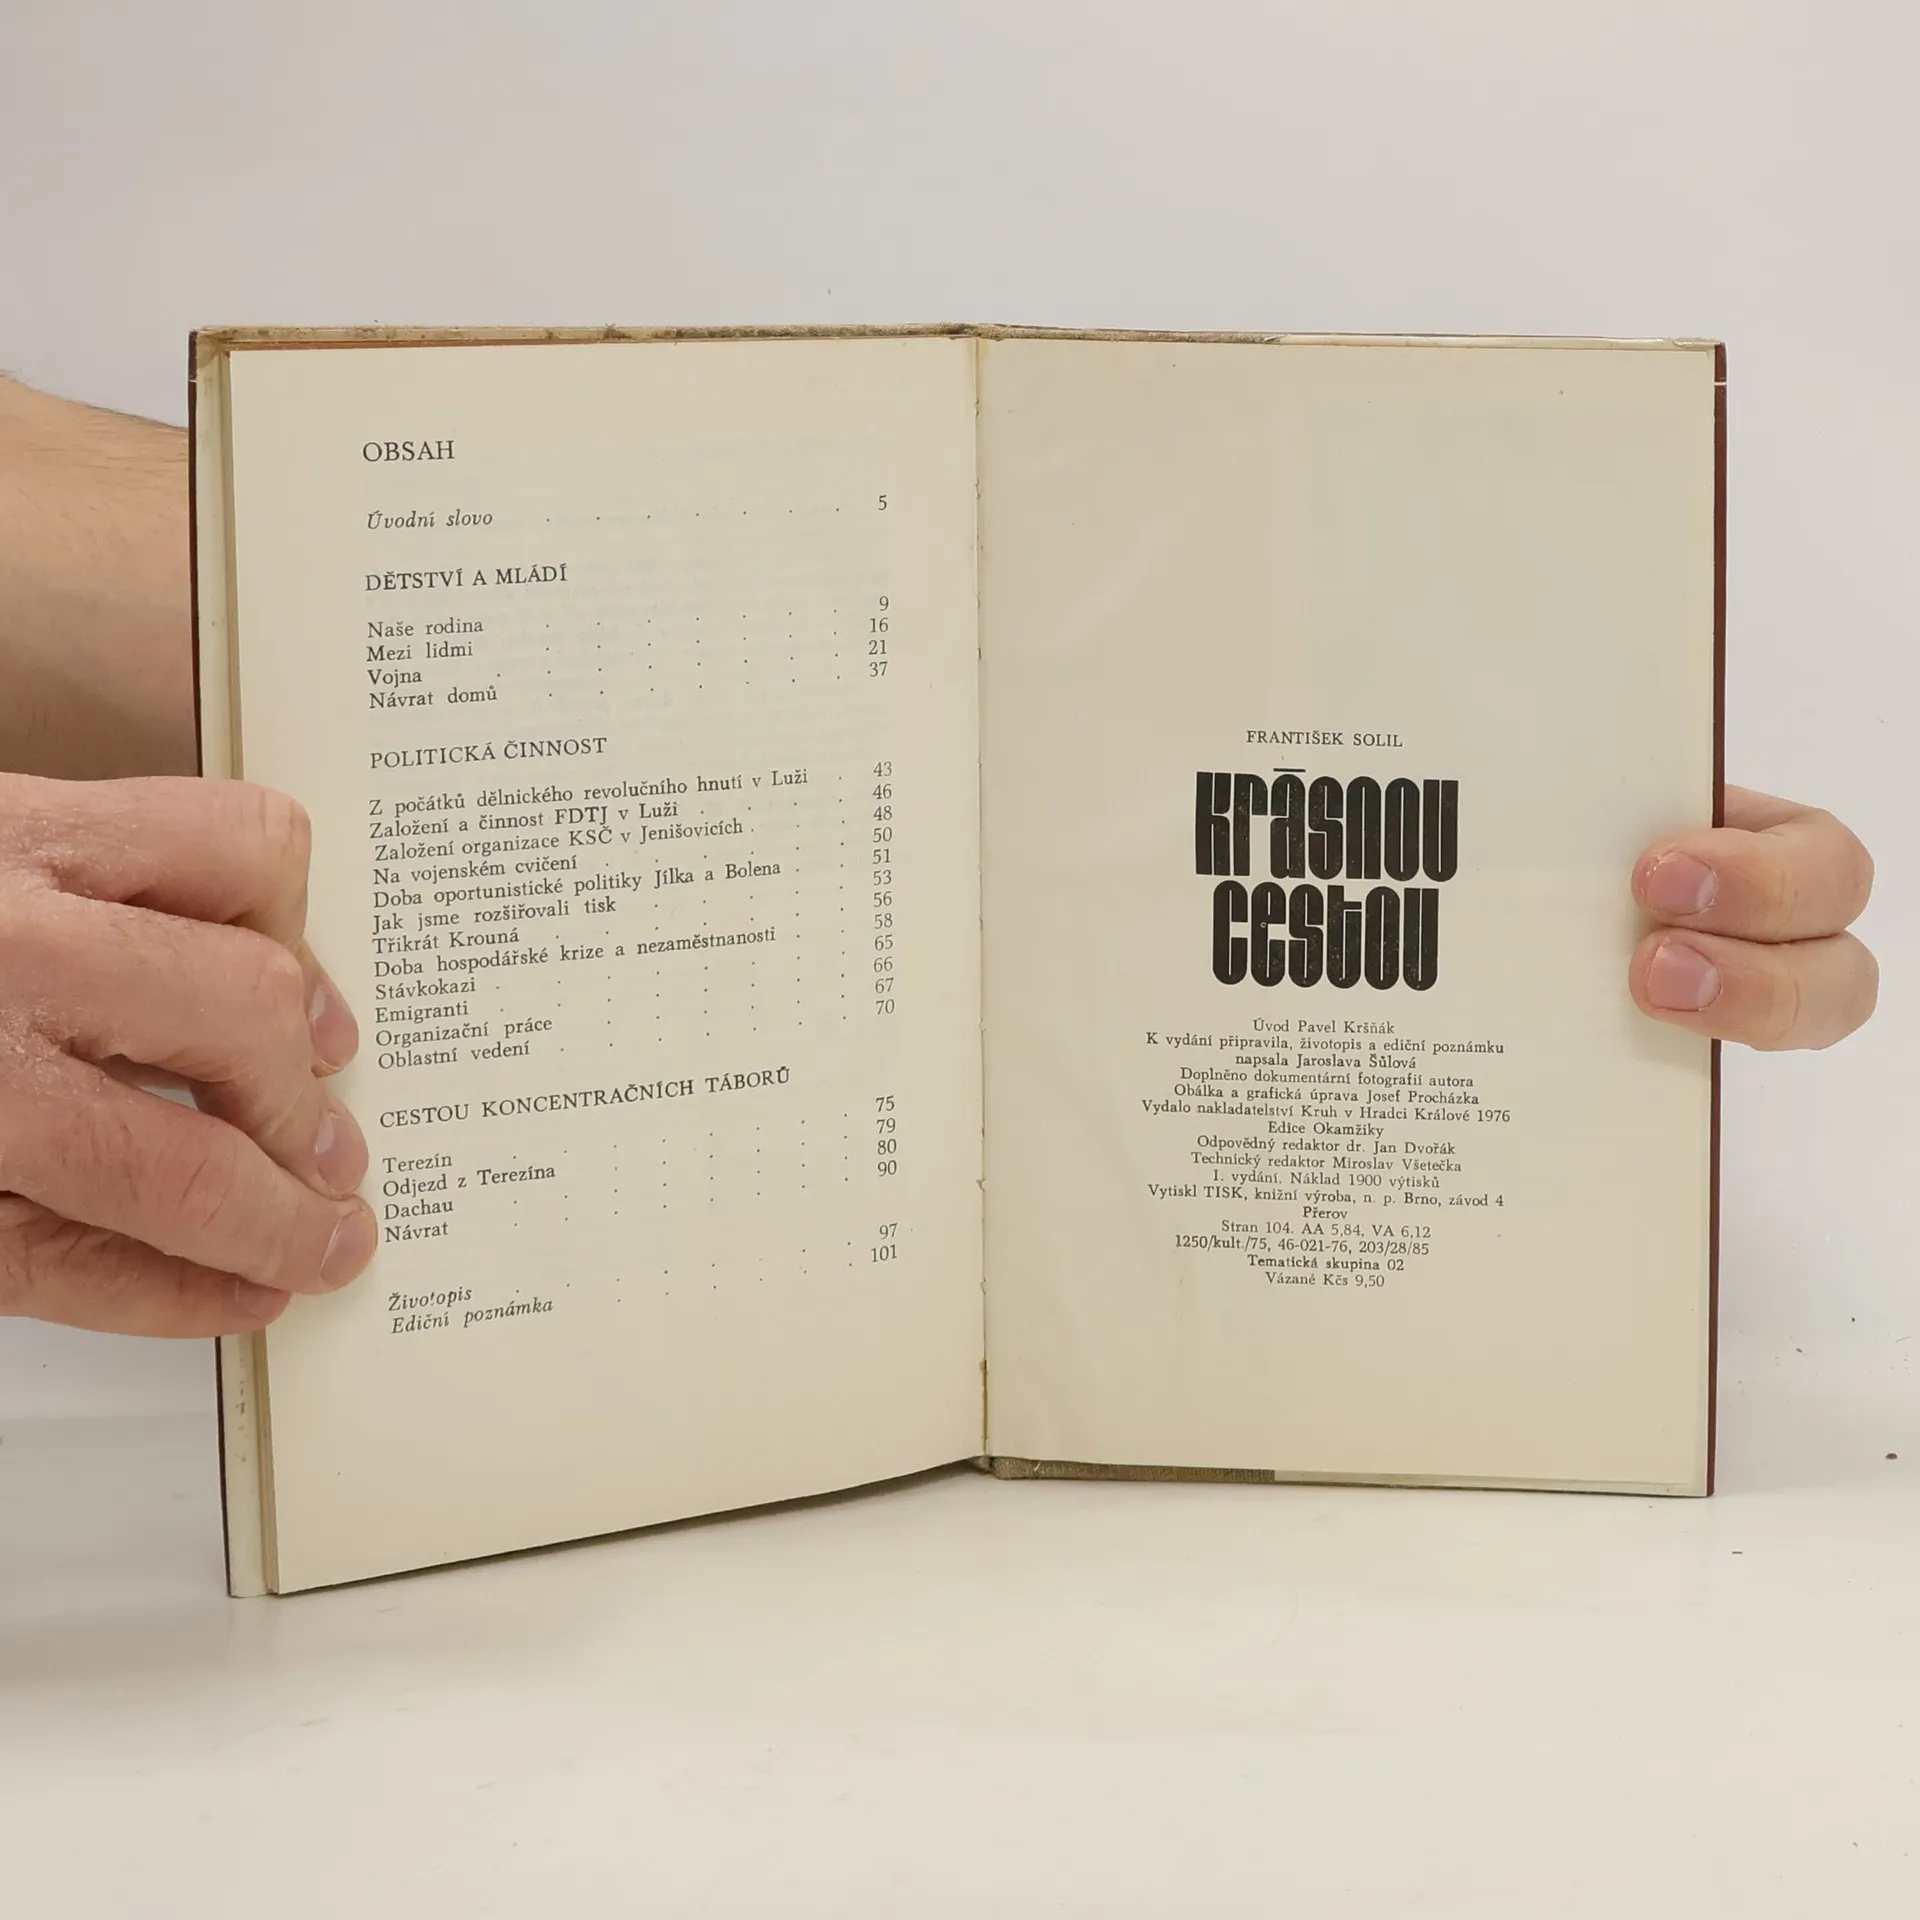 OBSAH
Úvodní slovo . . . . . . . 5
DĚTSTVÍ A MLÁDÍ
Naše rodina . . . . . . . 9
Mezi lidmi . . . . . . . 16
Vojna . . . . . . . . 21
Návrat domů . . . . . . . 37
POLITICKÁ ČINNOST
Z počátků dělnického revolučního hnutí v Luži . 43
Založení a činnost FDTJ v Luži . . . . 46
Založení organizace KSČ v Jenišovicích . . . 48
Na vojenském cvičení . . . . . . 50
Doba oportunistické politiky Jílka a Bolena . . 51
Jak jsme rozšiřovali tisk . . . . . 53
Třikrát Krouná . . . . . . . 56
Doba hospodářské krize a nezaměstnanosti . . 58
Stávkokazi . . . . . . . . 65
Emigranti . . . . . . . . 66
Organizační práce . . . . . . 67
Oblastní vedení . . . . . . . 70
CESTOU KONCENTRAČNÍCH TÁBORŮ
Terezín . . . . . . . . 75
Odjezd z Terezína . . . . . . 79
Dachau . . . . . . . . 80
Návrat . . . . . . . . 90
Životopis . . . . . . . 97
Ediční poznámka . . . . . . 101
FRANTIŠEK SOLIL
krásnou
cestou
Úvod Pavel Kršňák
K vydání připravila, životopis a ediční poznámku
napsala Jaroslava Šůlová
Doplněno dokumentární fotografií autora
Obálka a grafická úprava Josef Procházka
Vydalo nakladatelství Kruh v Hradci Králové 1976
Edice Okamžiky
Odpovědný redaktor dr. Jan Dvořák
Technický redaktor Miroslav Všetečka
I. vydání. Náklad 1900 výtisků
Vytiskl TISK, knižní výroba, n. p. Brno, závod 4
Přerov
Stran 104. AA 5,84, VA 6,12
1250/kult./75, 46-021-76, 203/28/85
Tematická skupina 02
Vázané Kčs 9,50